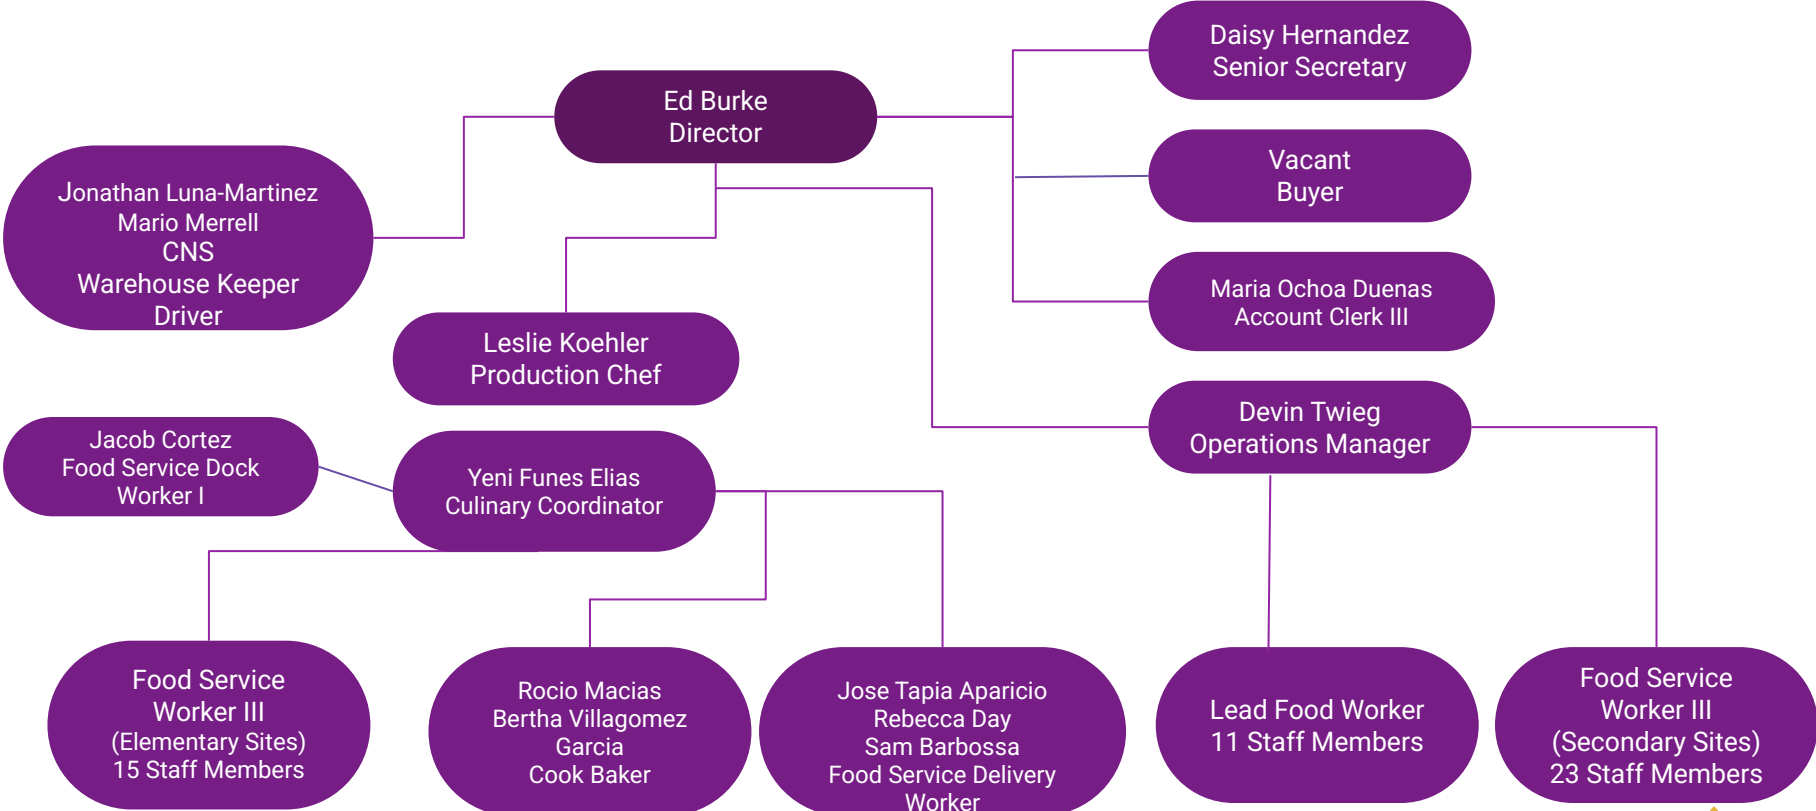 Ed Burke
Director
Daisy Hernandez
Senior Secretary
Vacant
Buyer
Maria Ochoa Duenas
Account Clerk III
Jonathan Luna-Martinez
Mario Merrell
CNS
Warehouse Keeper
Driver
Leslie Koehler
Production Chef
Devin Twieg
Operations Manager
Jacob Cortez
Food Service Dock
Worker I
Yeni Funes Elias
Culinary Coordinator
Food Service
Worker III
(Elementary Sites)
15 Staff Members
Rocio Macias
Bertha Villagomez
Garcia
Cook Baker
Jose Tapia Aparicio
Rebecca Day
Sam Barbossa
Food Service Delivery
Worker
Lead Food Worker
11 Staff Members
Food Service
Worker III
(Secondary Sites)
23 Staff Members